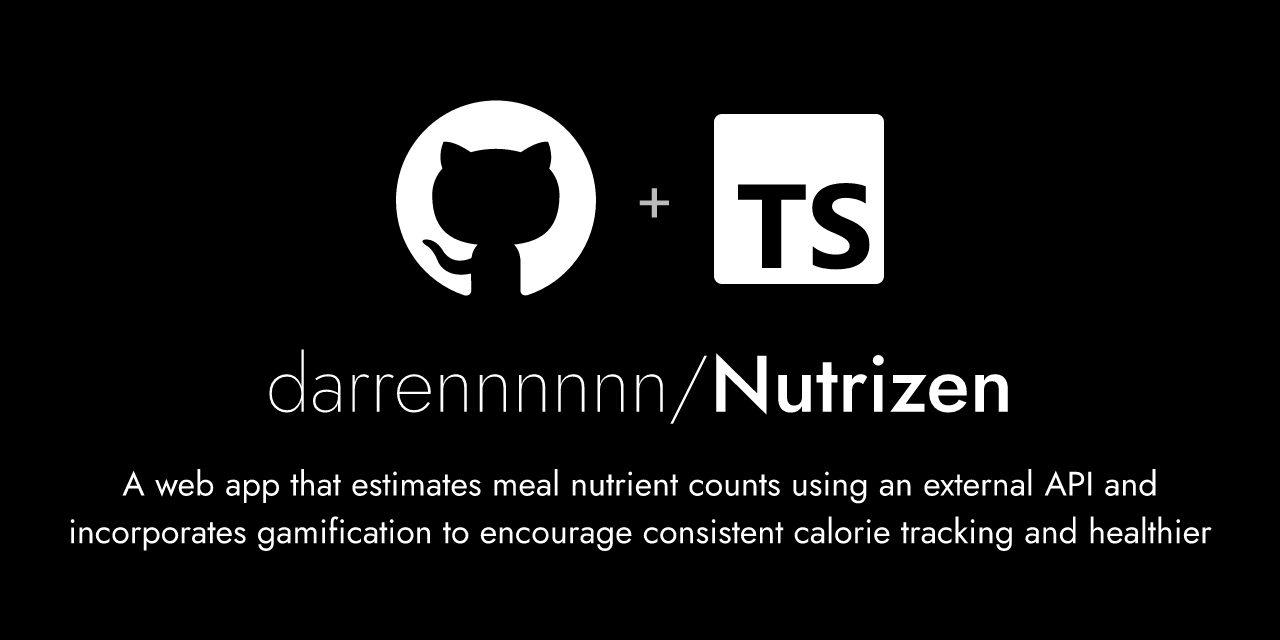 TS
darrennnnnn/Nutrizen
A web app that estimates meal nutrient counts using an external API and
incorporates gamification to encourage consistent calorie tracking and healthier